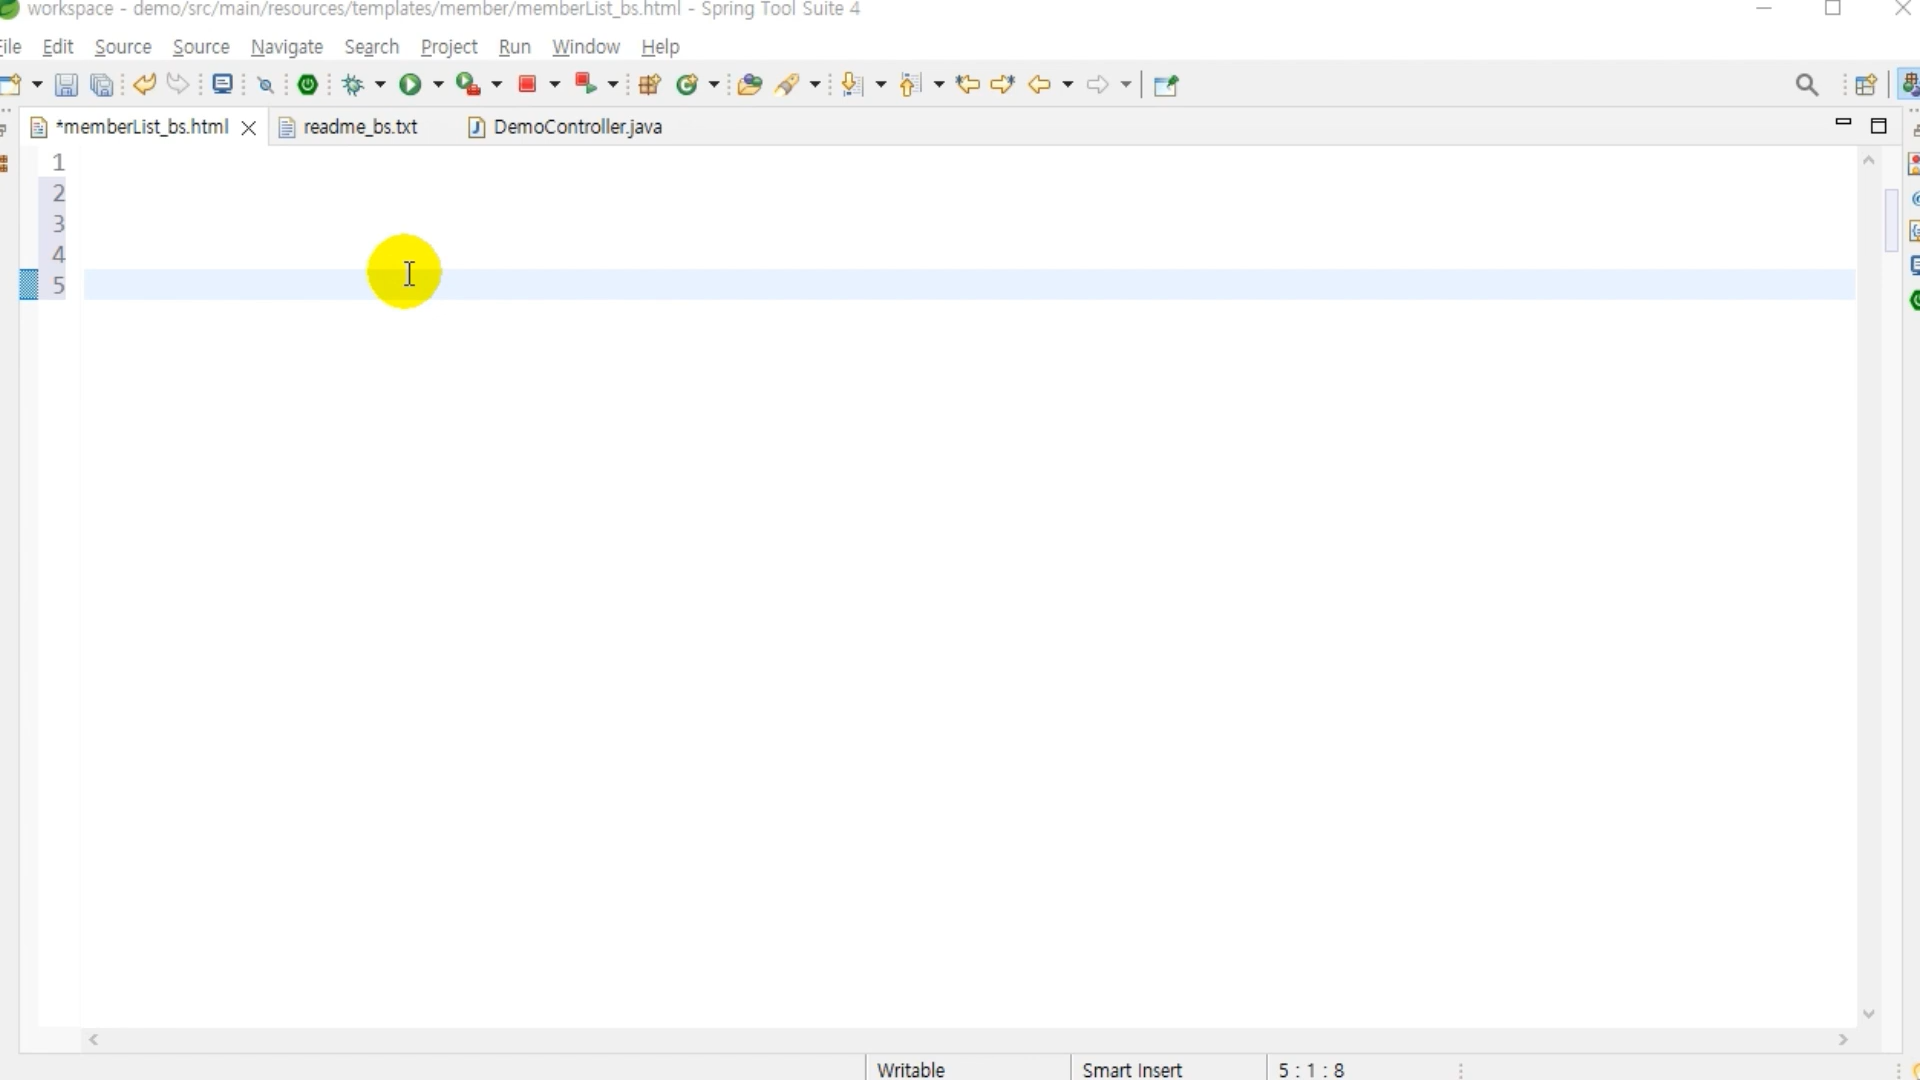 workspace - demo/src/main/resources/templates/member/memberList_bs.html - Spring Tool Suite 4
File Edit Source Source Navigate Search Project Run Window Help
*memberList_bs.html readme_bs.txt DemoController.java
1
2
3
4
5
Writable Smart Insert 5 : 1 : 8